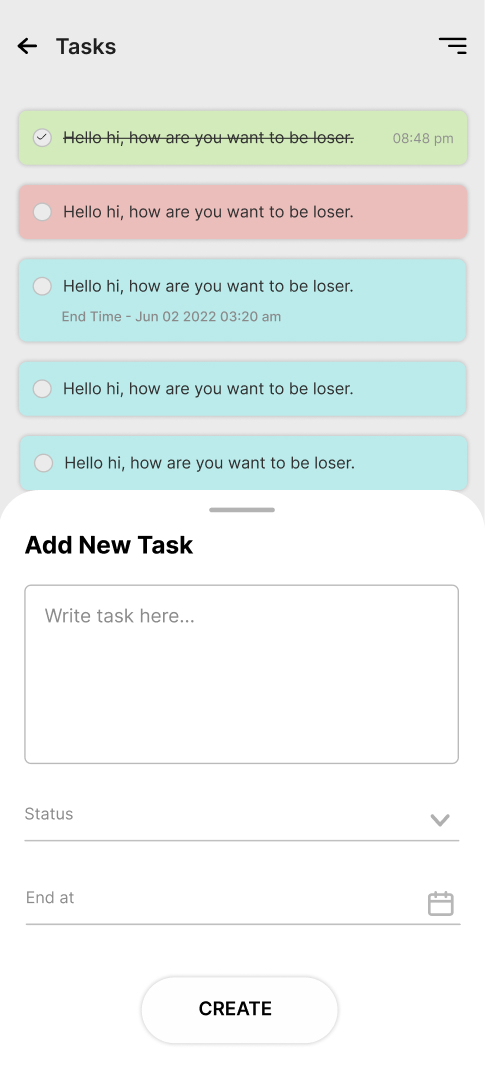 Tasks
Hello hi, how are you want to be loser. 08:48 pm
Hello hi, how are you want to be loser.
Hello hi, how are you want to be loser.
End Time - Jun 02 2022 03:20 am
Hello hi, how are you want to be loser.
Hello hi, how are you want to be loser.
Add New Task
Write task here...
Status
End at
CREATE